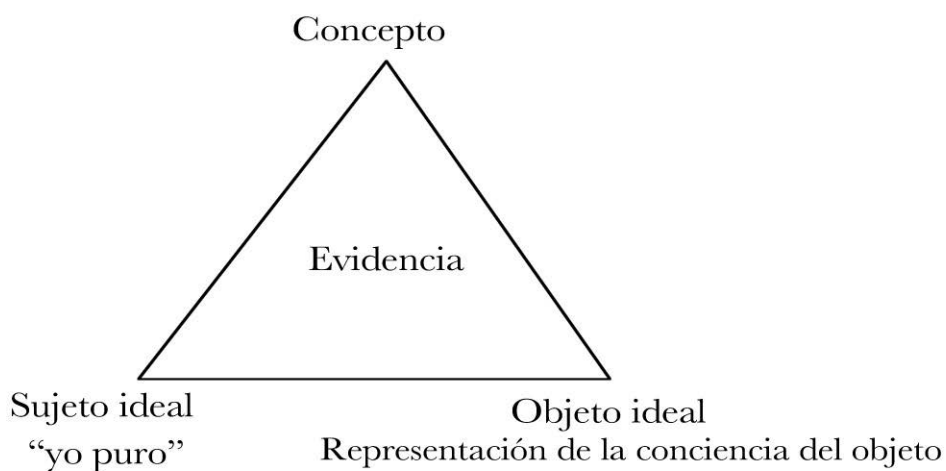 Concepto
Evidencia
Sujeto ideal
“yo puro”
Objeto ideal
Representación de la conciencia del objeto